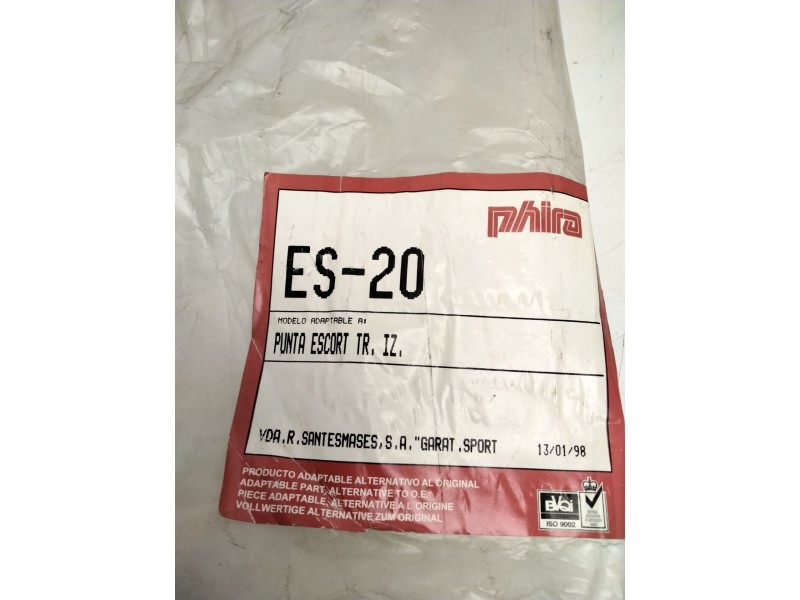 phira
ES-20
MODELO ADAPTABLE A:
PUNTA ESCORT TR. IZ.
VDA.R.SANTESMASES,S.A."GARAT.SPORT
13/01/98
PRODUCTO ADAPTABLE ALTERNATIVO AL ORIGINAL
ADAPTABLE PART, ALTERNATIVE TO O.E.
PIECE ADAPTABLE, ALTERNATIVE A L ORIGINE
VOLLWERTIGE ALTERNATIVE ZUM ORIGINAL
BVQi
ISO 9002